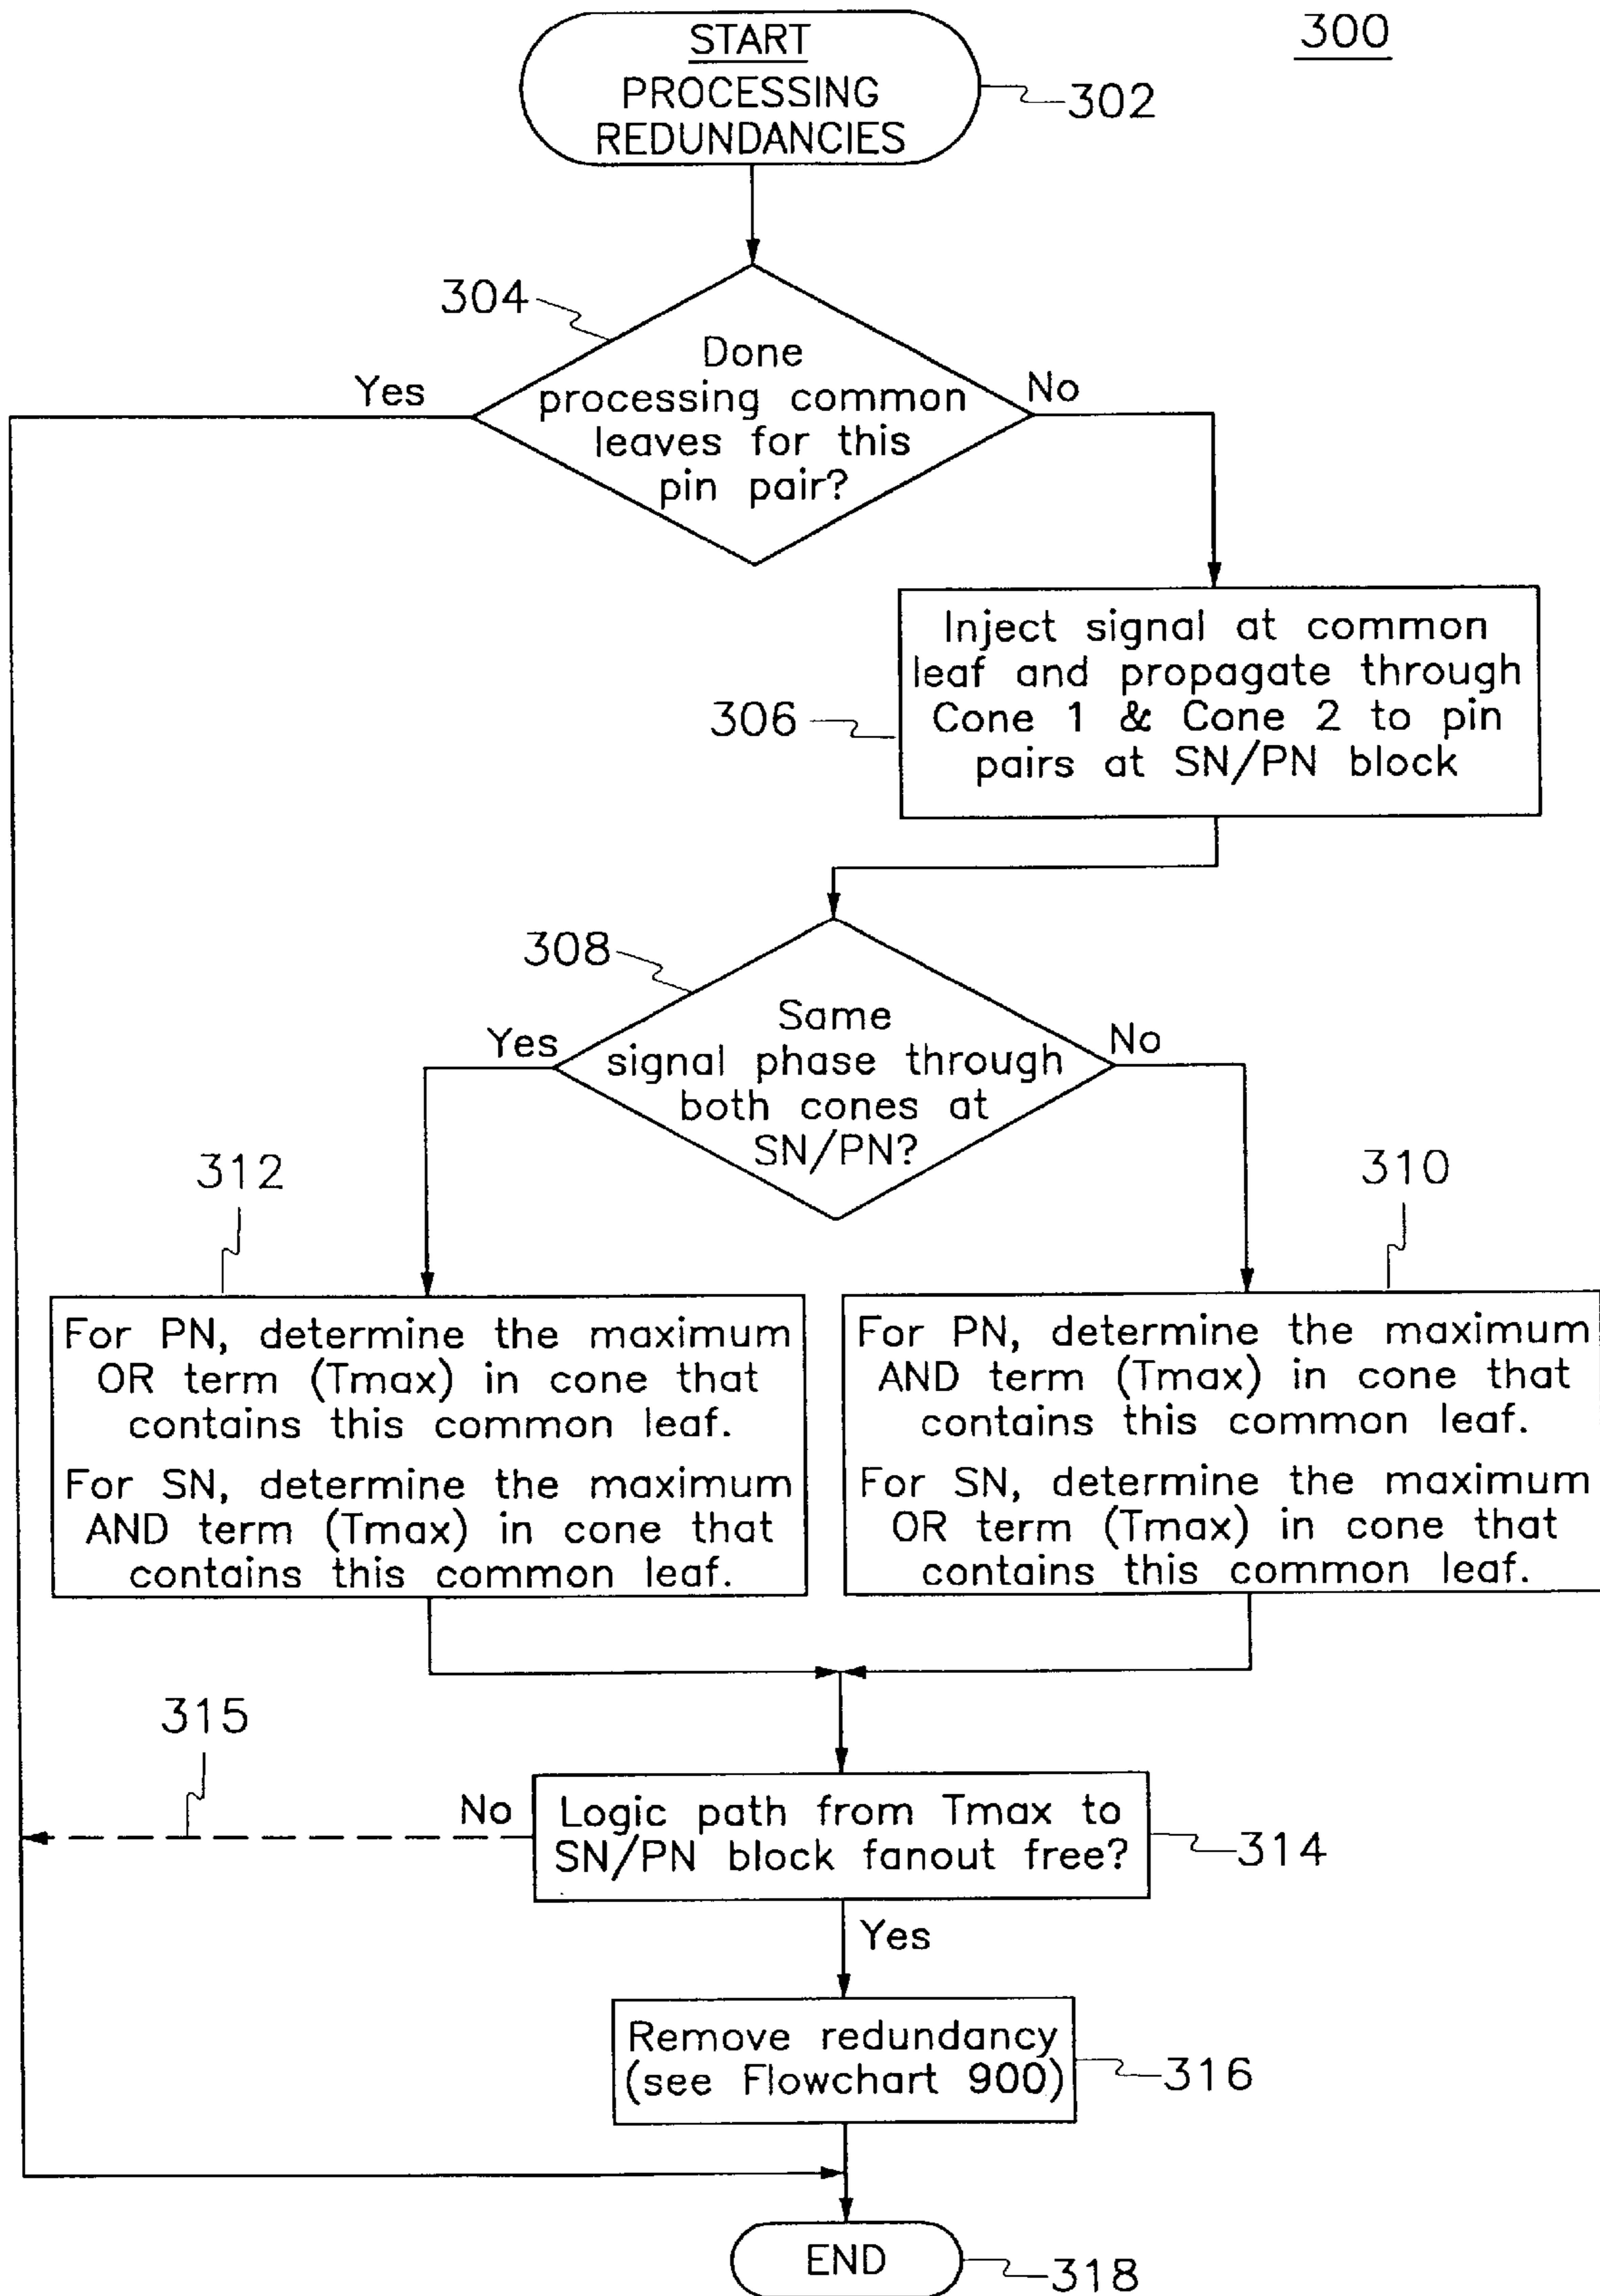 300
START
PROCESSING
REDUNDANCIES
302
304
Done
processing common
leaves for this
pin pair?
Yes
No
Inject signal at common
leaf and propagate through
Cone 1 & Cone 2 to pin
pairs at SN/PN block
306
308
Same
signal phase through
both cones at
SN/PN?
Yes
No
312
310
For PN, determine the maximum
OR term (Tmax) in cone that
contains this common leaf.
For SN, determine the maximum
AND term (Tmax) in cone that
contains this common leaf.
For PN, determine the maximum
AND term (Tmax) in cone that
contains this common leaf.
For SN, determine the maximum
OR term (Tmax) in cone that
contains this common leaf.
315
No
Logic path from Tmax to
SN/PN block fanout free?
314
Yes
Remove redundancy
(see Flowchart 900)
316
END
318